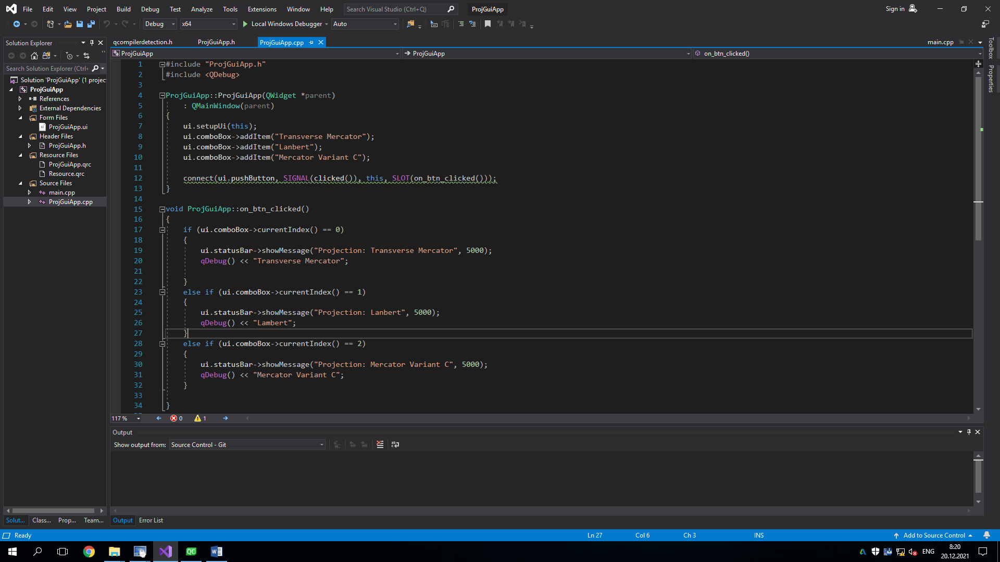 File Edit View Project Build Debug Test Analyze Tools Extensions Window Help Search Visual Studio (Ctrl+Q) ProjGuiApp Sign in
Debug x64 Local Windows Debugger Auto
Solution Explorer
Search Solution Explorer (Ctrl+
Solution 'ProjGuiApp' (1 project
ProjGuiApp
References
External Dependencies
Form Files
ProjGuiApp.ui
Header Files
ProjGuiApp.h
Resource Files
ProjGuiApp.qrc
Resource.qrc
Source Files
main.cpp
ProjGuiApp.cpp
Solut... Class... Prop... Team...
qcompilerdetection.h ProjGuiApp.h ProjGuiApp.cpp main.cpp
ProjGuiApp ProjGuiApp on_btn_clicked()
1 #include "ProjGuiApp.h"
2 #include <QDebug>
3
4 ProjGuiApp::ProjGuiApp(QWidget *parent)
5 : QMainWindow(parent)
6 {
7 ui.setupUi(this);
8 ui.comboBox->addItem("Transverse Mercator");
9 ui.comboBox->addItem("Lanbert");
10 ui.comboBox->addItem("Mercator Variant C");
11
12 connect(ui.pushButton, SIGNAL(clicked()), this, SLOT(on_btn_clicked()));
13 }
14
15 void ProjGuiApp::on_btn_clicked()
16 {
17 if (ui.comboBox->currentIndex() == 0)
18 {
19 ui.statusBar->showMessage("Projection: Transverse Mercator", 5000);
20 qDebug() << "Transverse Mercator";
21
22 }
23 else if (ui.comboBox->currentIndex() == 1)
24 {
25 ui.statusBar->showMessage("Projection: Lanbert", 5000);
26 qDebug() << "Lambert";
27 }
28 else if (ui.comboBox->currentIndex() == 2)
29 {
30 ui.statusBar->showMessage("Projection: Mercator Variant C", 5000);
31 qDebug() << "Mercator Variant C";
32 }
33
34 }
117 % 0 1
Output
Show output from: Source Control - Git
Output Error List
Toolbox
Properties
Ready Ln 27 Col 6 Ch 3 INS Add to Source Control
QC
ENG 8:20
20.12.2021